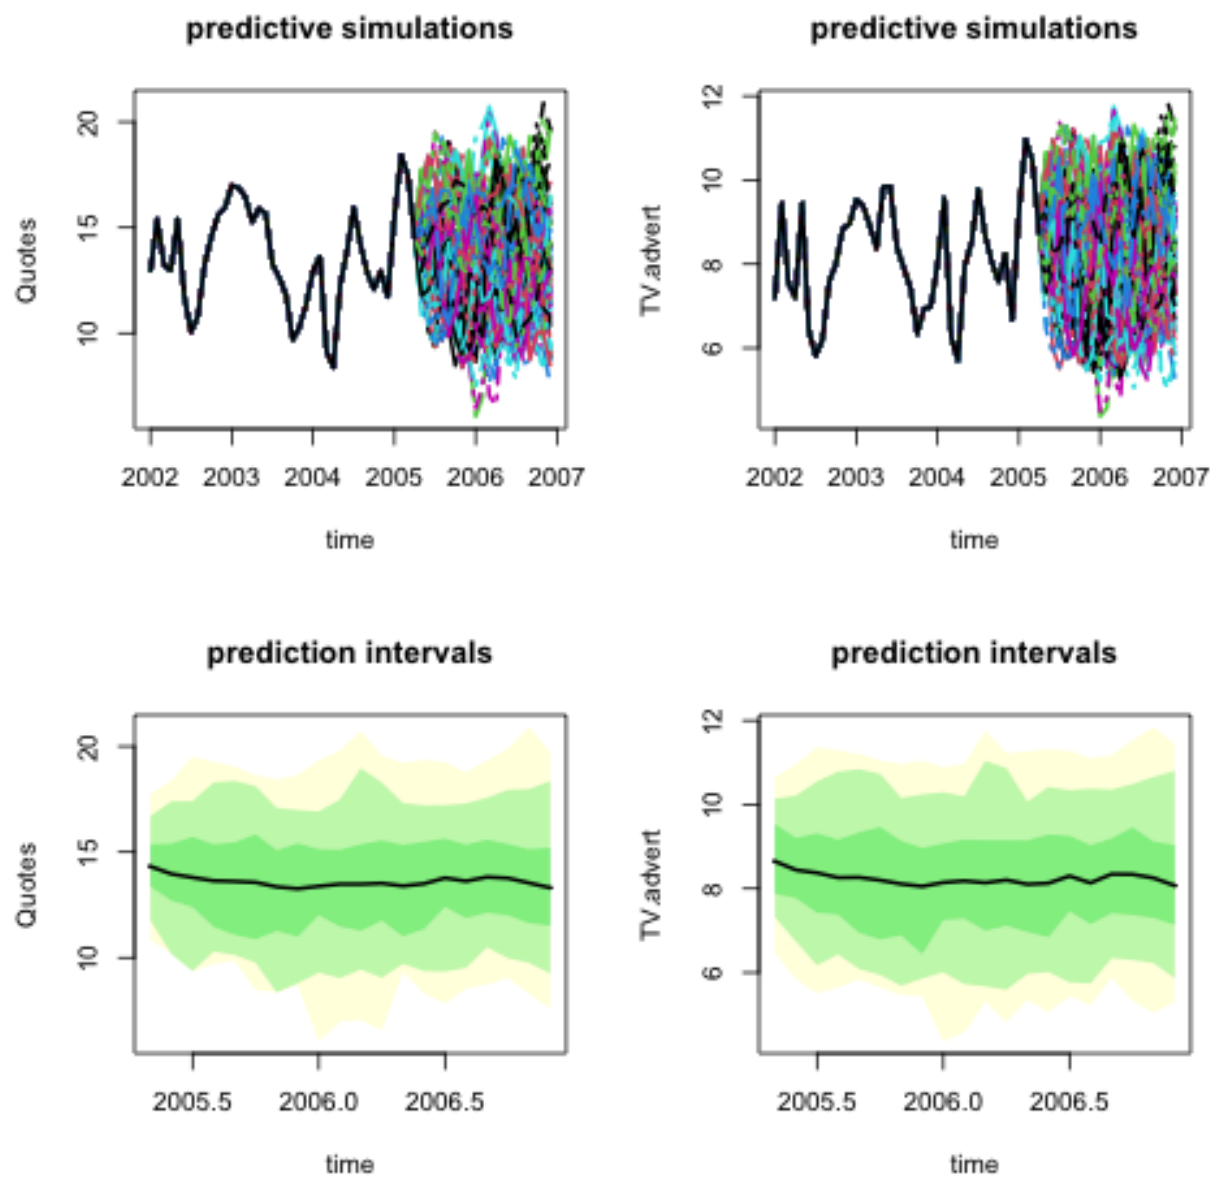 predictive simulations
Quotes
10
15
20
2002 2003 2004 2005 2006 2007
time
predictive simulations
TV.advert
6
8
10
12
2002 2003 2004 2005 2006 2007
time
prediction intervals
Quotes
10
15
20
2005.5 2006.0 2006.5
time
prediction intervals
TV.advert
6
8
10
12
2005.5 2006.0 2006.5
time